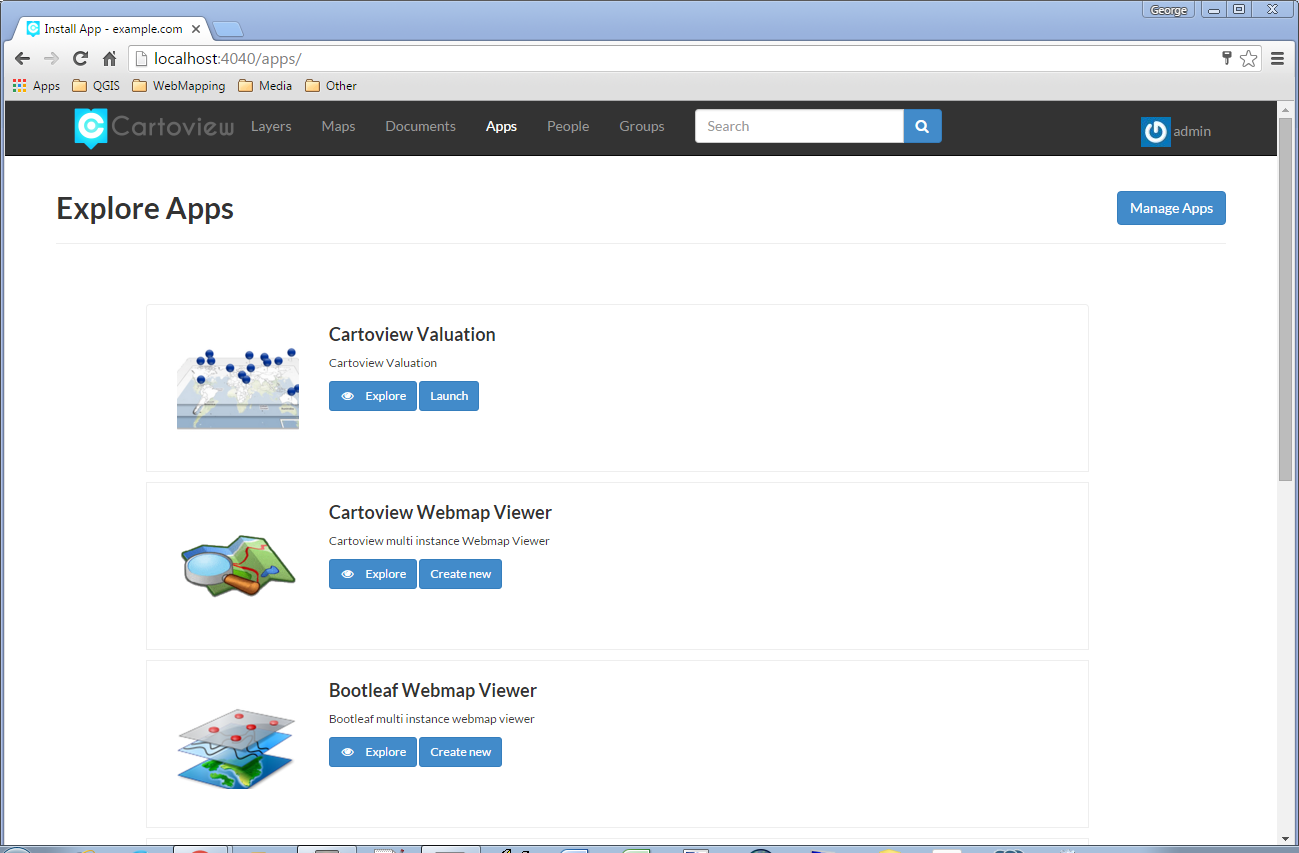 George
Install App - example.com
localhost:4040/apps/
Apps QGIS WebMapping Media Other
Cartoview Layers Maps Documents Apps People Groups Search admin
Explore Apps Manage Apps
Cartoview Valuation
Cartoview Valuation
Explore Launch
Cartoview Webmap Viewer
Cartoview multi instance Webmap Viewer
Explore Create new
Bootleaf Webmap Viewer
Bootleaf multi instance webmap viewer
Explore Create new